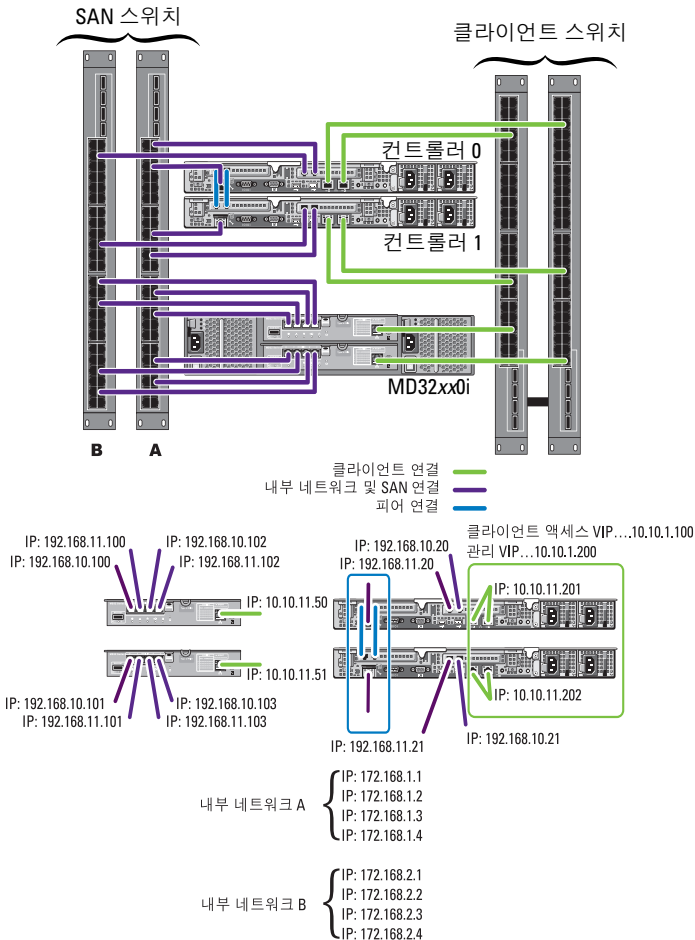 SAN 스위치
클라이언트 스위치
컨트롤러 0
컨트롤러 1
MD32xx0i
B
A
클라이언트 연결
내부 네트워크 및 SAN 연결
피어 연결
클라이언트 액세스 VIP....10.10.1.100
관리 VIP...10.10.1.200
IP: 192.168.11.100
IP: 192.168.10.102
IP: 192.168.10.100
IP: 192.168.11.102
IP: 192.168.10.20
IP: 192.168.11.20
IP: 10.10.11.50
IP: 10.10.11.201
IP: 10.10.11.51
IP: 10.10.11.202
IP: 192.168.10.101
IP: 192.168.10.103
IP: 192.168.11.101
IP: 192.168.11.103
IP: 192.168.11.21
IP: 192.168.10.21
내부 네트워크 A
IP: 172.168.1.1
IP: 172.168.1.2
IP: 172.168.1.3
IP: 172.168.1.4
내부 네트워크 B
IP: 172.168.2.1
IP: 172.168.2.2
IP: 172.168.2.3
IP: 172.168.2.4